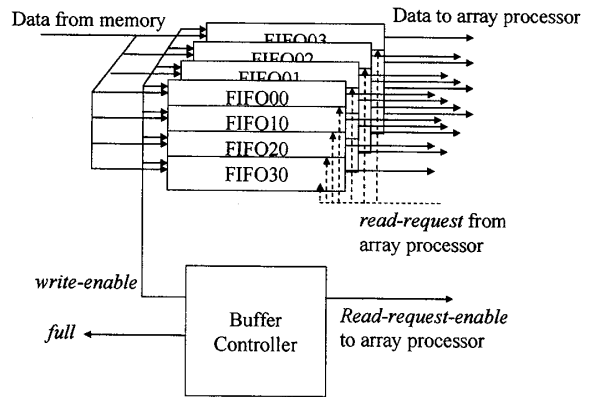 Data from memory
Data to array processor
FIFO03
FIFO02
FIFO01
FIFO00
FIFO10
FIFO20
FIFO30
read-request from
array processor
write-enable
full
Buffer
Controller
Read-request-enable
to array processor